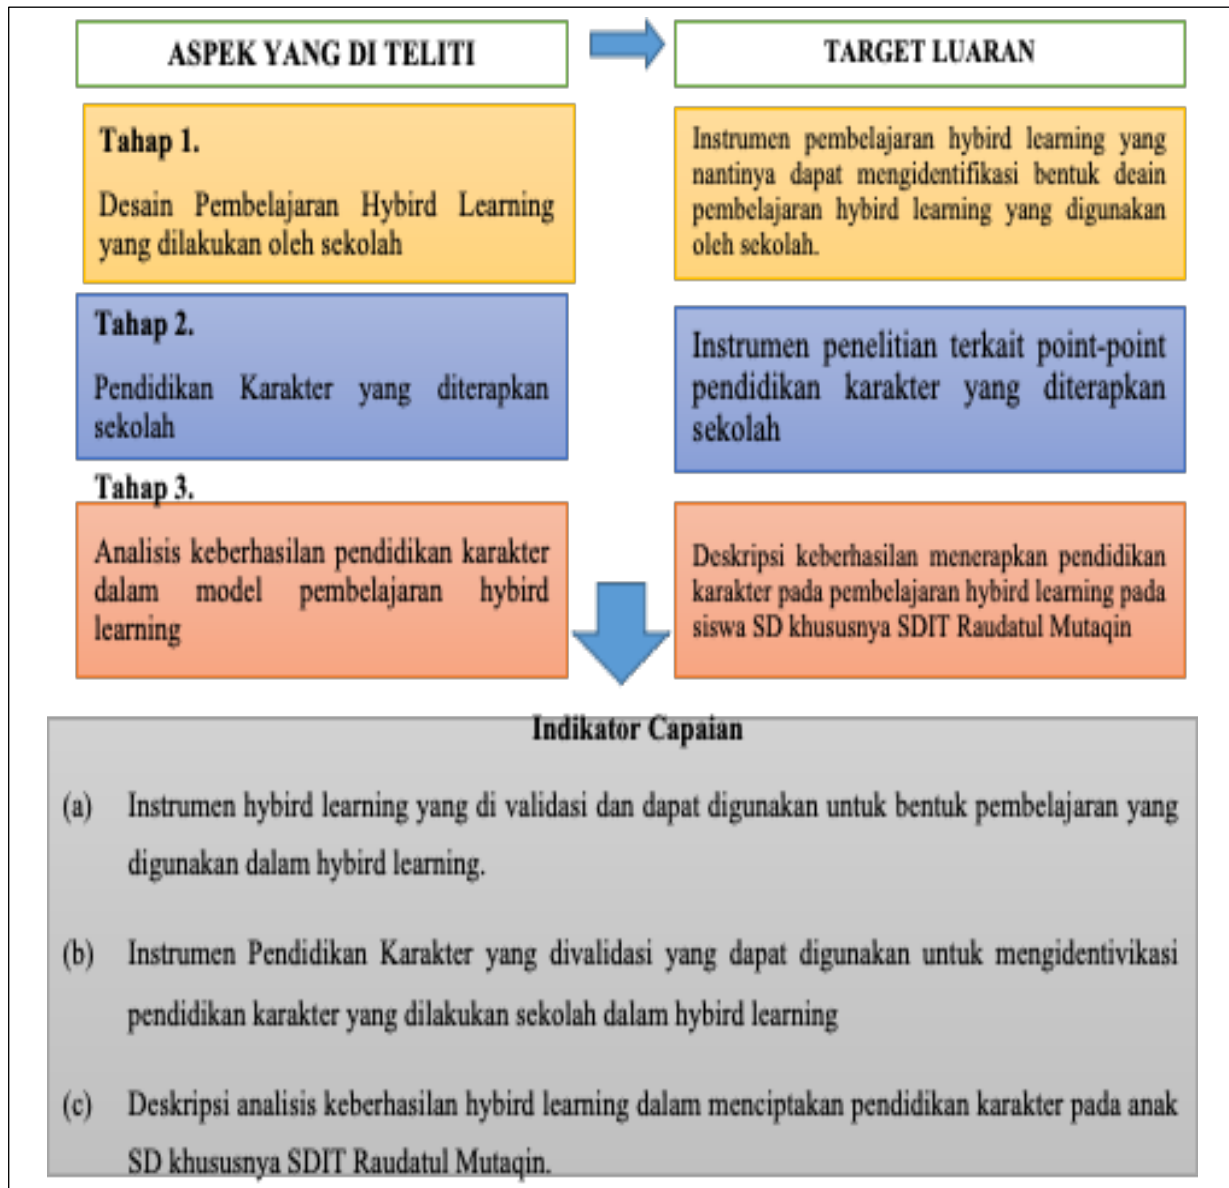 ASPEK YANG DI TELITI
TARGET LUARAN
Tahap 1.
Desain Pembelajaran Hybird Learning
yang dilakukan oleh sekolah
Instrumen pembelajaran hybird learning yang
nantinya dapat mengidentifikasi bentuk deain
pembelajaran hybird learning yang digunakan
oleh sekolah.
Tahap 2.
Pendidikan Karakter yang diterapkan
sekolah
Instrumen penelitian terkait point-point
pendidikan karakter yang diterapkan
sekolah
Tahap 3.
Analisis keberhasilan pendidikan karakter
dalam model pembelajaran hybird
learning
Deskripsi keberhasilan menerapkan pendidikan
karakter pada pembelajaran hybird learning pada
siswa SD khususnya SDIT Raudatul Mutaqin
Indikator Capaian
(a) Instrumen hybird learning yang di validasi dan dapat digunakan untuk bentuk pembelajaran yang
digunakan dalam hybird learning.
(b) Instrumen Pendidikan Karakter yang divalidasi yang dapat digunakan untuk mengidentivikasi
pendidikan karakter yang dilakukan sekolah dalam hybird learning
(c) Deskripsi analisis keberhasilan hybird learning dalam menciptakan pendidikan karakter pada anak
SD khususnya SDIT Raudatul Mutaqin.